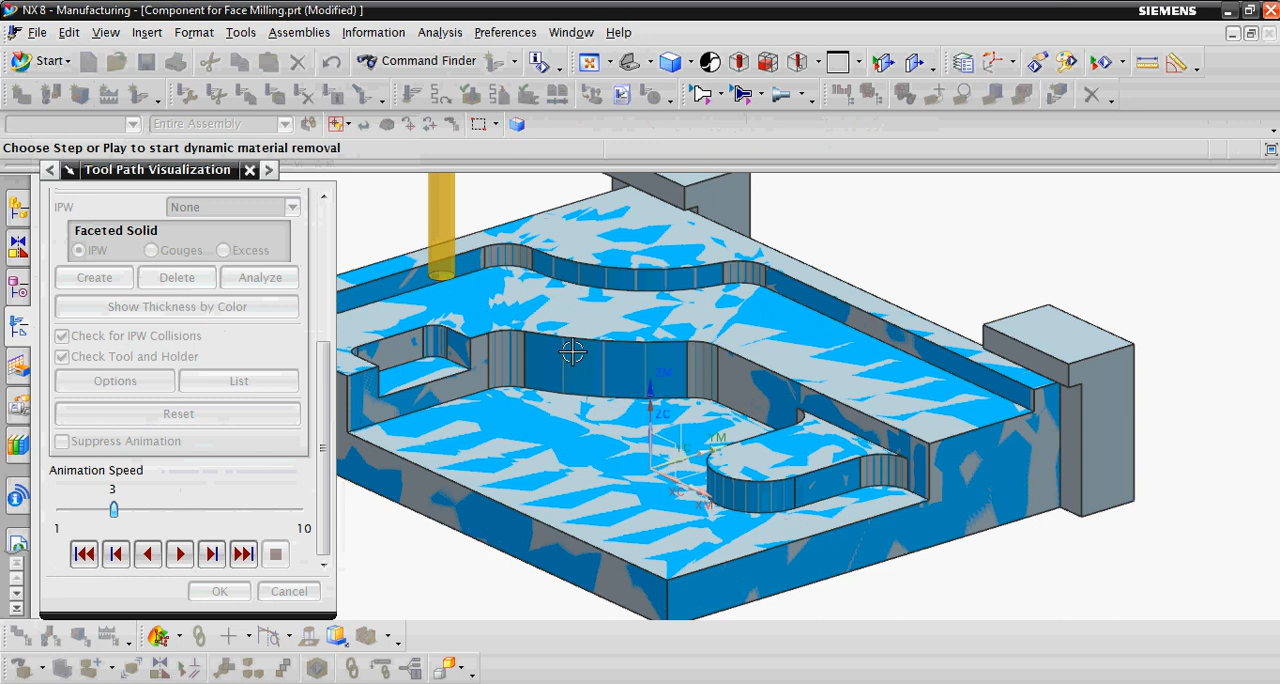 NX 8 - Manufacturing - [Component for Face Milling.prt (Modified) ]
SIEMENS
File Edit View Insert Format Tools Assemblies Information Analysis Preferences Window Help
Start Command Finder
Entire Assembly
Choose Step or Play to start dynamic material removal
Tool Path Visualization
IPW None
Faceted Solid
IPW Gouges Excess
Create Delete Analyze
Show Thickness by Color
Check for IPW Collisions
Check Tool and Holder
Options List
Reset
Suppress Animation
Animation Speed
3
1 10
OK Cancel
ZM
ZC
YM
YC
XC
XM